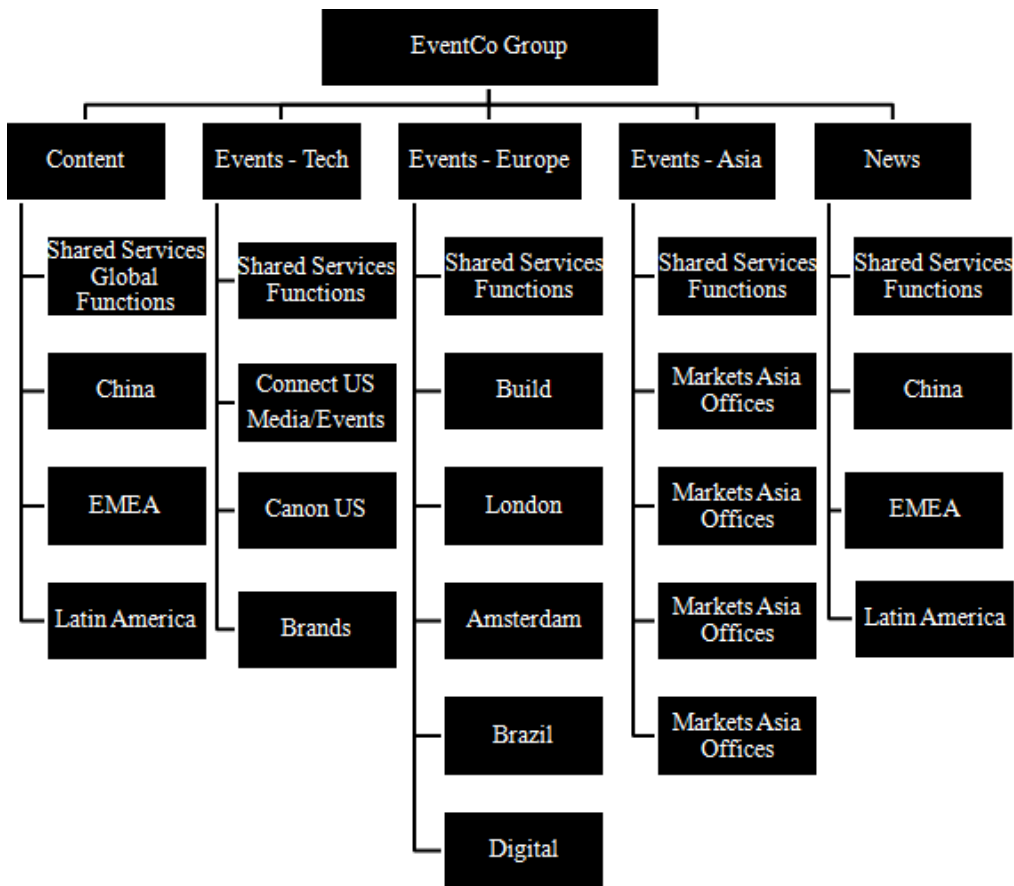 EventCo Group
Content
Events - Tech
Events - Europe
Events - Asia
News
Shared Services
Global
Functions
China
EMEA
Latin America
Shared Services
Functions
Connect US
Media/Events
Canon US
Brands
Shared Services
Functions
Build
London
Amsterdam
Brazil
Digital
Shared Services
Functions
Markets Asia
Offices
Markets Asia
Offices
Markets Asia
Offices
Markets Asia
Offices
Shared Services
Functions
China
EMEA
Latin America